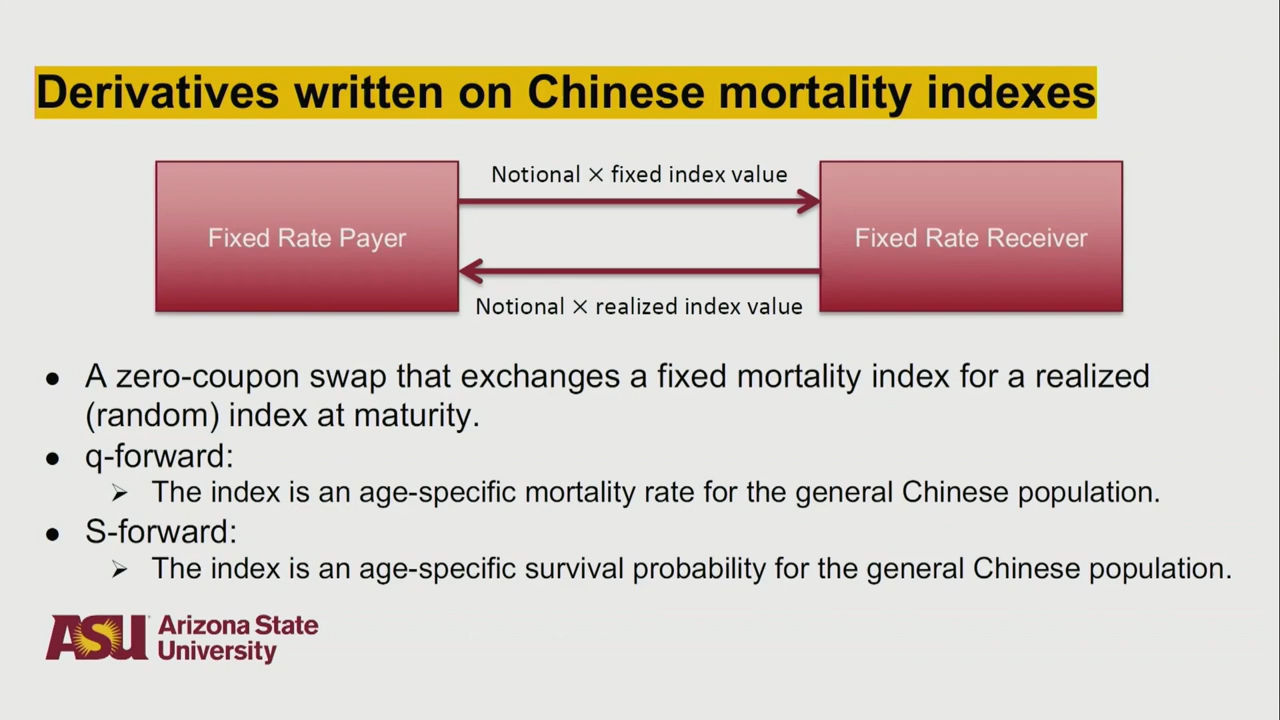 Derivatives written on Chinese mortality indexes
Notional × fixed index value
Fixed Rate Payer
Fixed Rate Receiver
Notional × realized index value
● A zero-coupon swap that exchanges a fixed mortality index for a realized
(random) index at maturity.
● q-forward:
➢ The index is an age-specific mortality rate for the general Chinese population.
● S-forward:
➢ The index is an age-specific survival probability for the general Chinese population.
ASU Arizona State
University